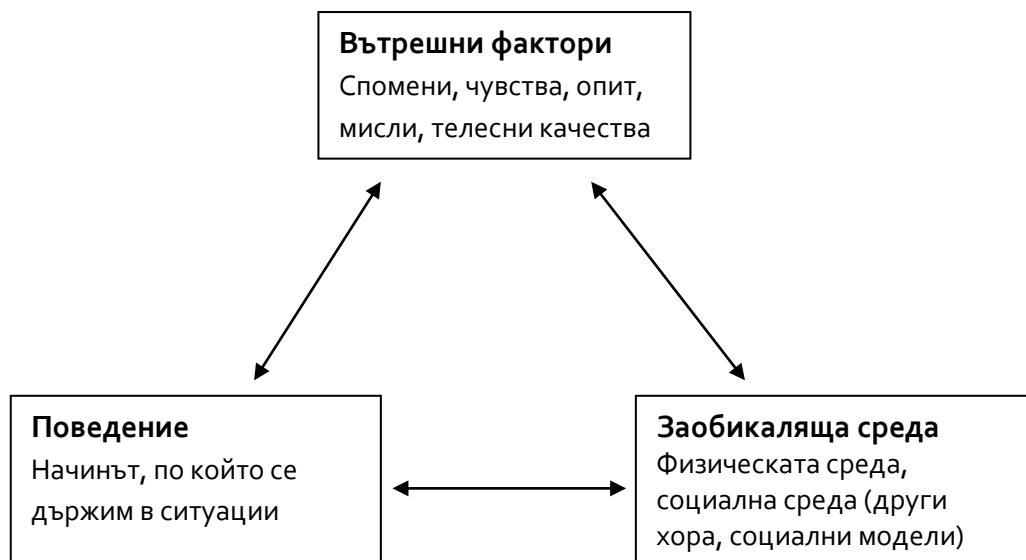 Вътрешни фактори
Спомени, чувства, опит,
мисли, телесни качества
Поведение
Начинът, по който се
държим в ситуации
Заобикаляща среда
Физическата среда,
социална среда (други
хора, социални модели)